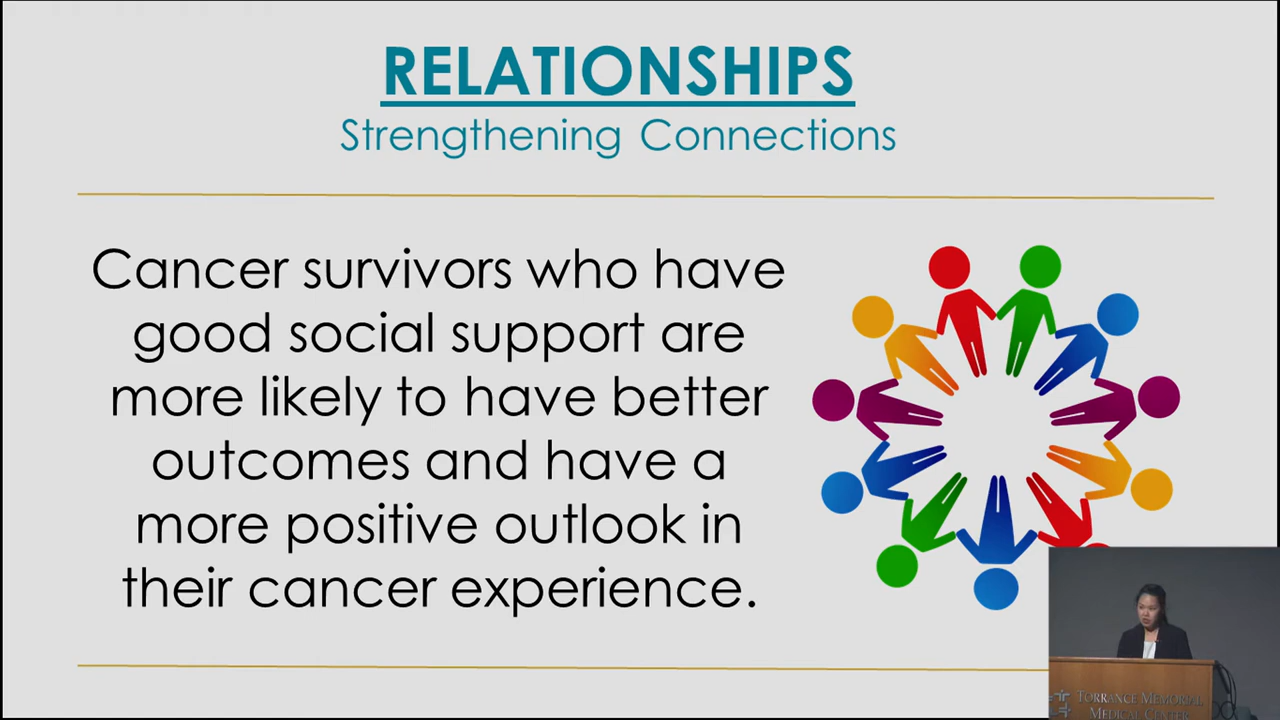 RELATIONSHIPS
Strengthening Connections
Cancer survivors who have
good social support are
more likely to have better
outcomes and have a
more positive outlook in
their cancer experience.
TORRANCE MEMORIAL
MEDICAL CENTER